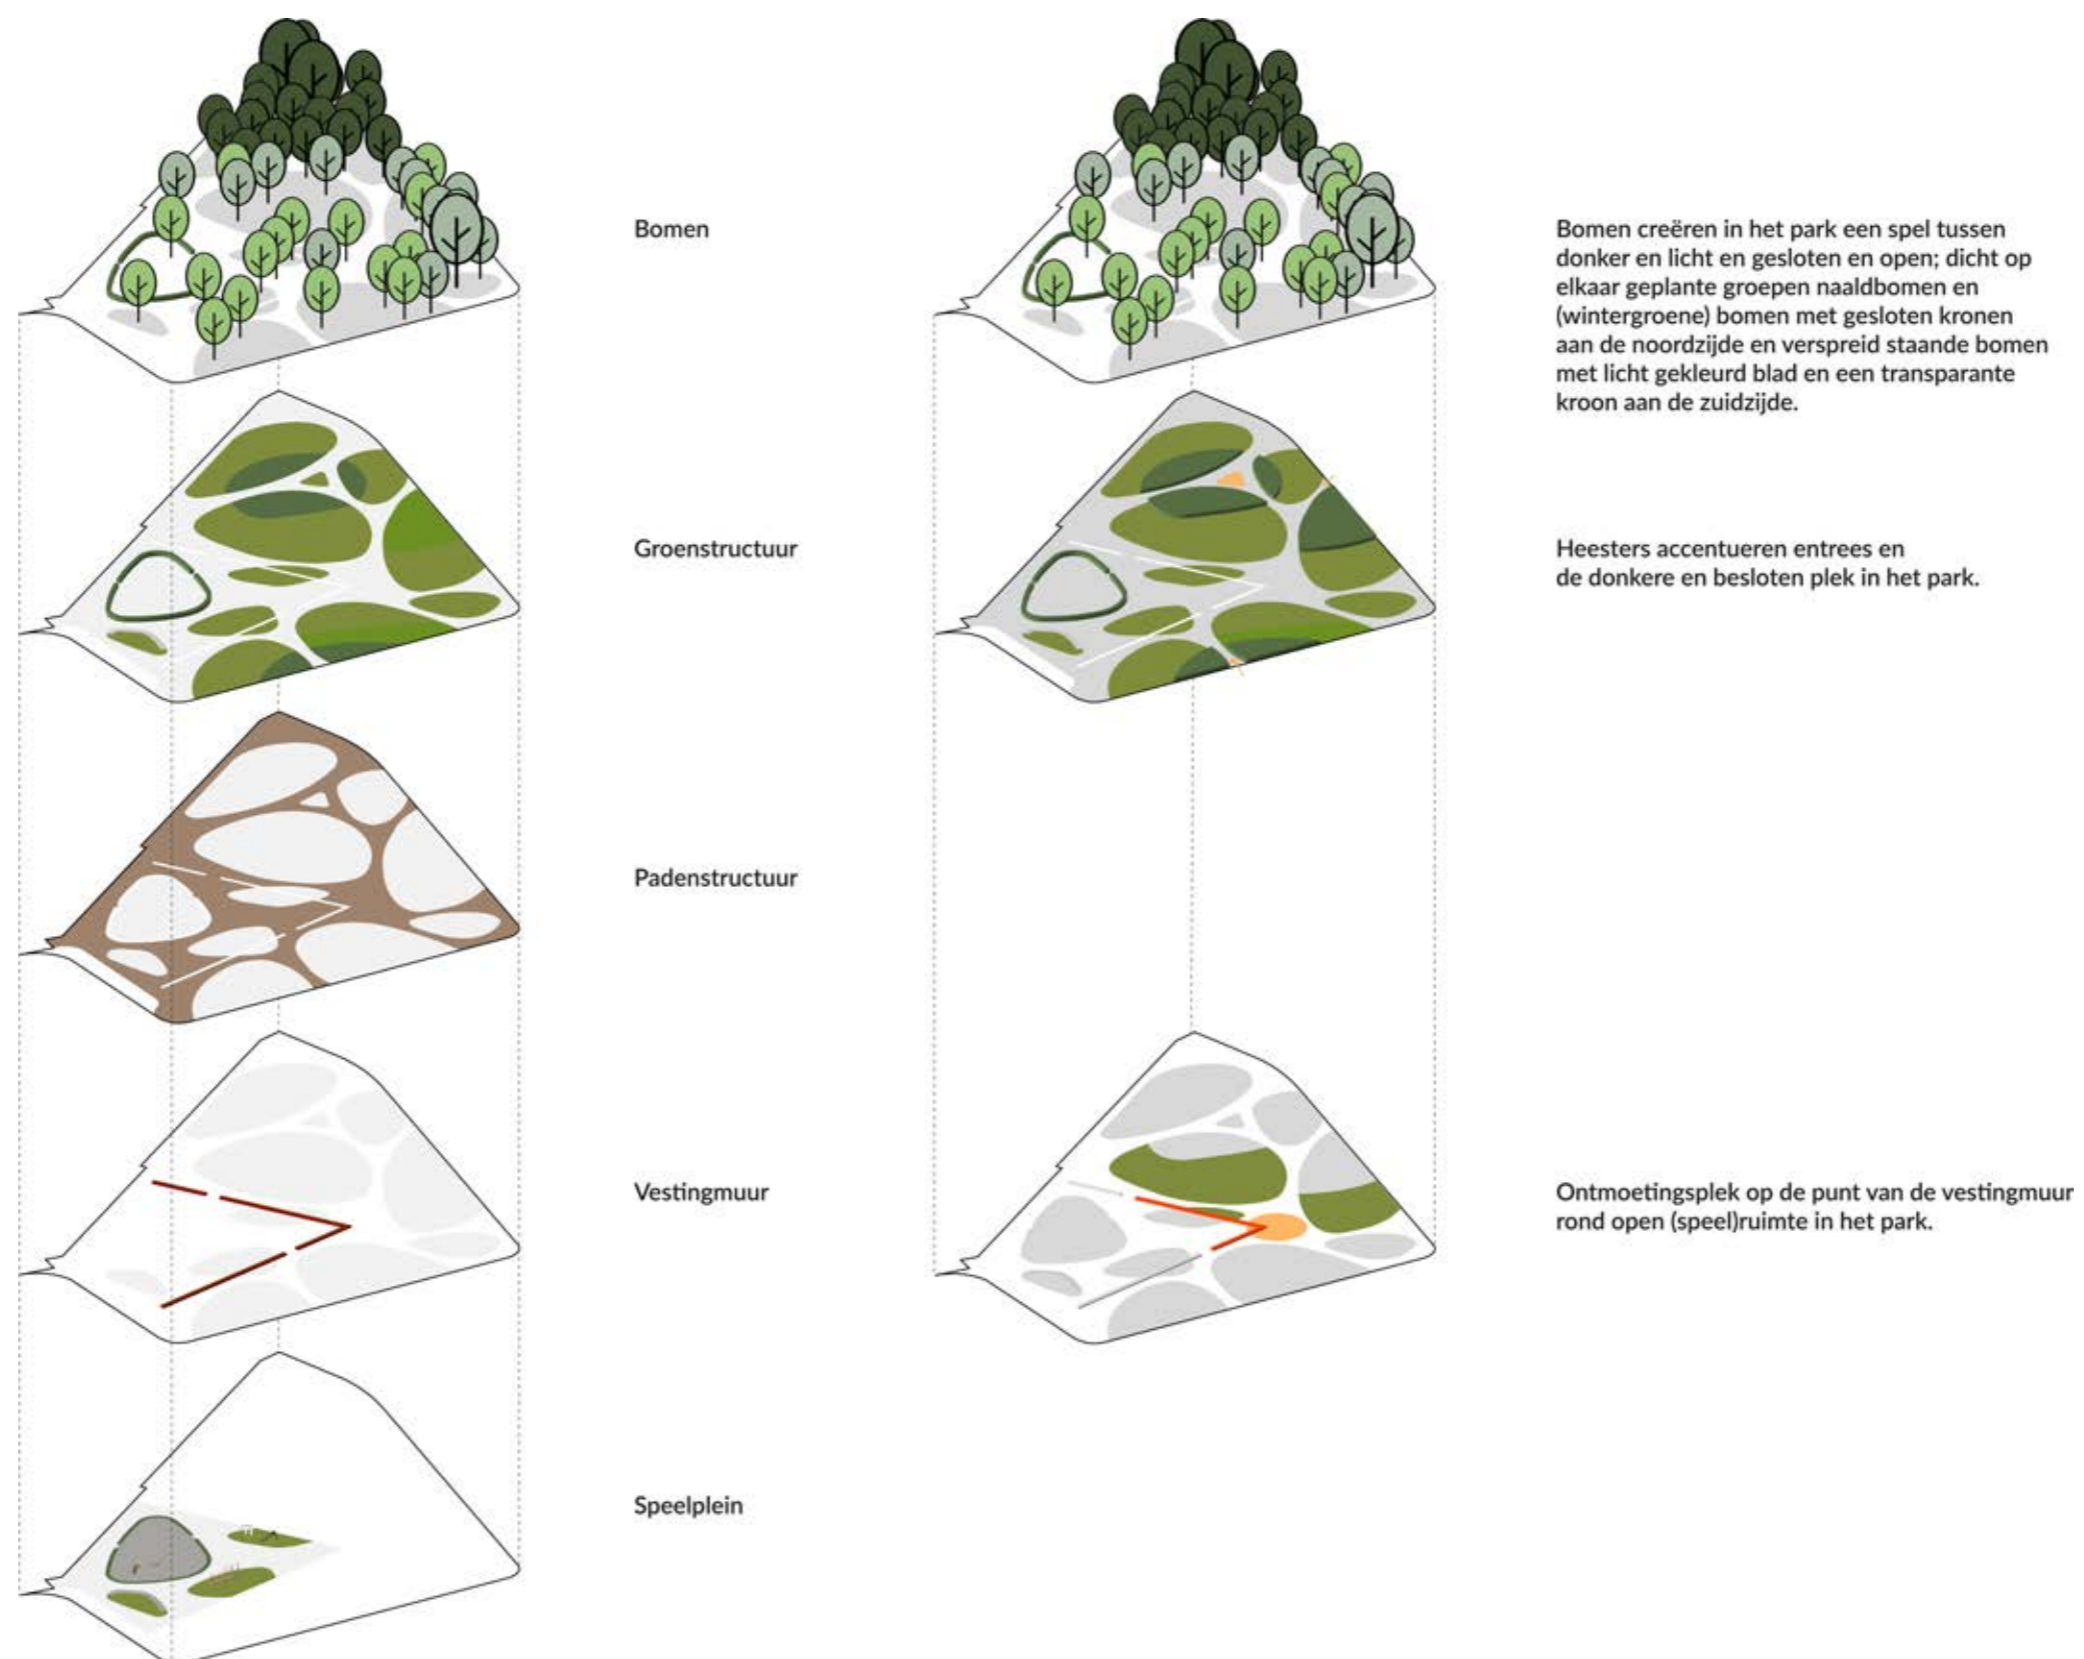 Bomen
Bomen creëren in het park een spel tussen
donker en licht en gesloten en open; dicht op
elkaar geplante groepen naaldbomen en
(wintergroene) bomen met gesloten kronen
aan de noordzijde en verspreid staande bomen
met licht gekleurd blad en een transparante
kroon aan de zuidzijde.
Groenstructuur
Heesters accentueren entrees en
de donkere en besloten plek in het park.
Padenstructuur
Vestingmuur
Ontmoetingsplek op de punt van de vestingmuur
rond open (speel)ruimte in het park.
Speelplein